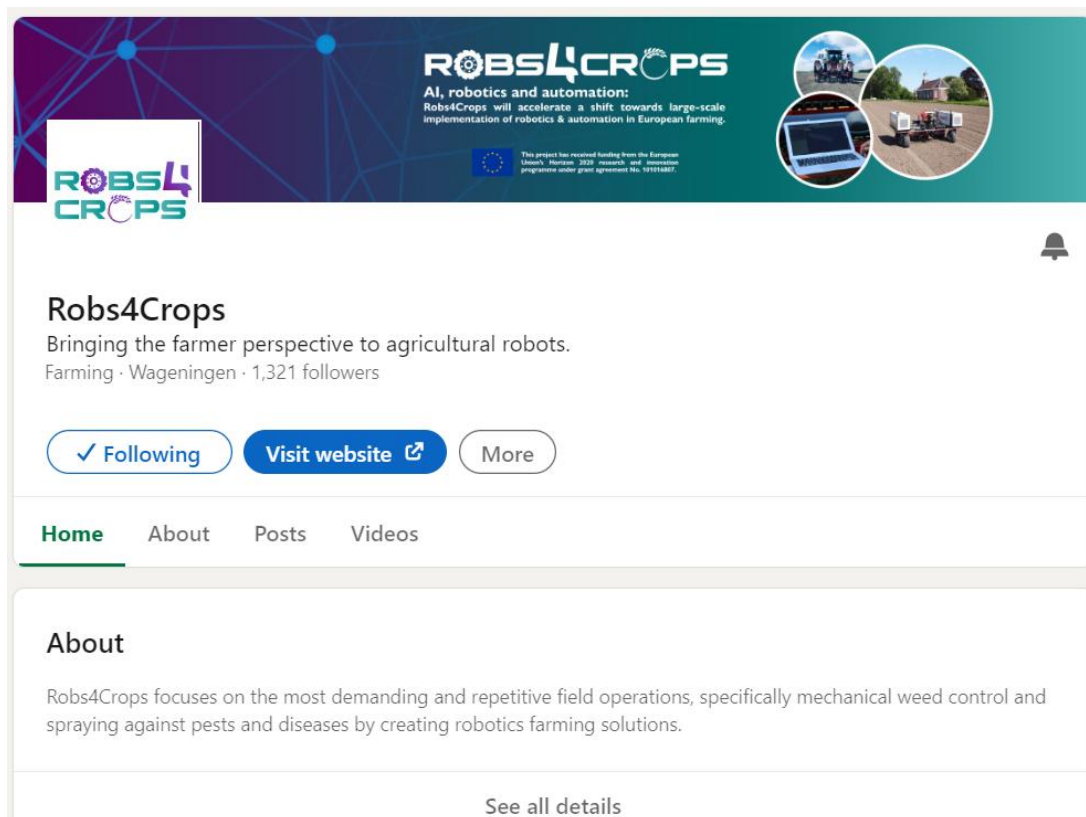 ROBS4CROPS
AI, robotics and automation:
Robs4Crops will accelerate a shift towards large-scale
implementation of robotics & automation in European farming.
This project has received funding from the European
Union's Horizon 2020 research and innovation
programme under grant agreement No. 101016807.
ROBS4
CROPS
Robs4Crops
Bringing the farmer perspective to agricultural robots.
Farming · Wageningen · 1,321 followers
✓ Following Visit website More
Home About Posts Videos
About
Robs4Crops focuses on the most demanding and repetitive field operations, specifically mechanical weed control and
spraying against pests and diseases by creating robotics farming solutions.
See all details